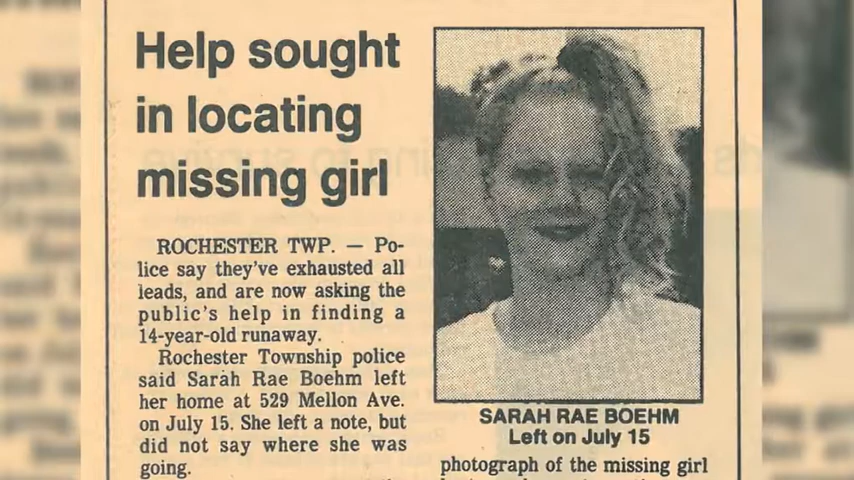 Help sought
in locating
missing girl
ROCHESTER TWP. — Po-
lice say they've exhausted all
leads, and are now asking the
public's help in finding a
14-year-old runaway.
Rochester Township police
said Sarah Rae Boehm left
her home at 529 Mellon Ave.
on July 15. She left a note, but
did not say where she was
going.
SARAH RAE BOEHM
Left on July 15
photograph of the missing girl